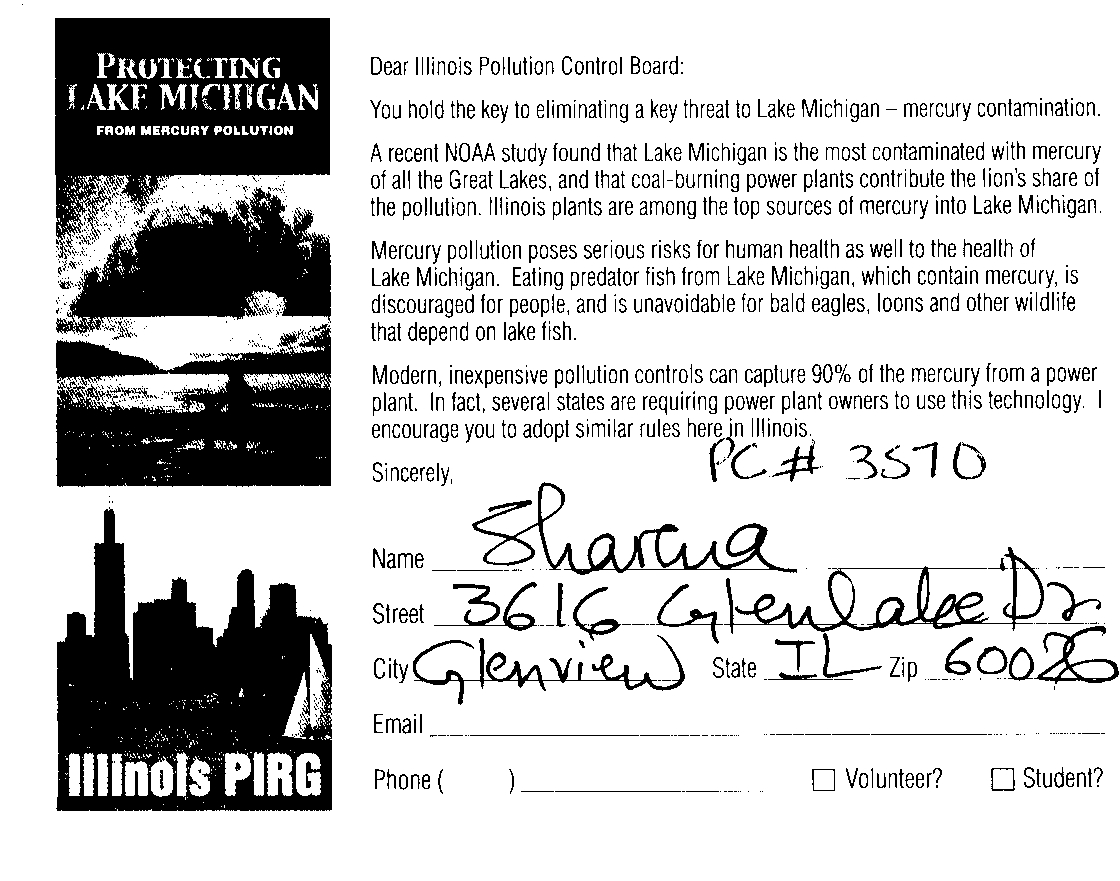 PROTECTING
LAKE MICHIGAN
FROM MERCURY POLLUTION
Illinois PIRG
Dear Illinois Pollution Control Board:
You hold the key to eliminating a key threat to Lake Michigan – mercury contamination.
A recent NOAA study found that Lake Michigan is the most contaminated with mercury
of all the Great Lakes, and that coal-burning power plants contribute the lion's share of
the pollution. Illinois plants are among the top sources of mercury into Lake Michigan.
Mercury pollution poses serious risks for human health as well to the health of
Lake Michigan. Eating predator fish from Lake Michigan, which contain mercury, is
discouraged for people, and is unavoidable for bald eagles, loons and other wildlife
that depend on lake fish.
Modern, inexpensive pollution controls can capture 90% of the mercury from a power
plant. In fact, several states are requiring power plant owners to use this technology. I
encourage you to adopt similar rules here in Illinois.
PC# 3570
Sincerely,
Name
Street 3616 Glenlake Dr
City Glenview State IL Zip 60026
Email
Phone ( ) Volunteer? Student?